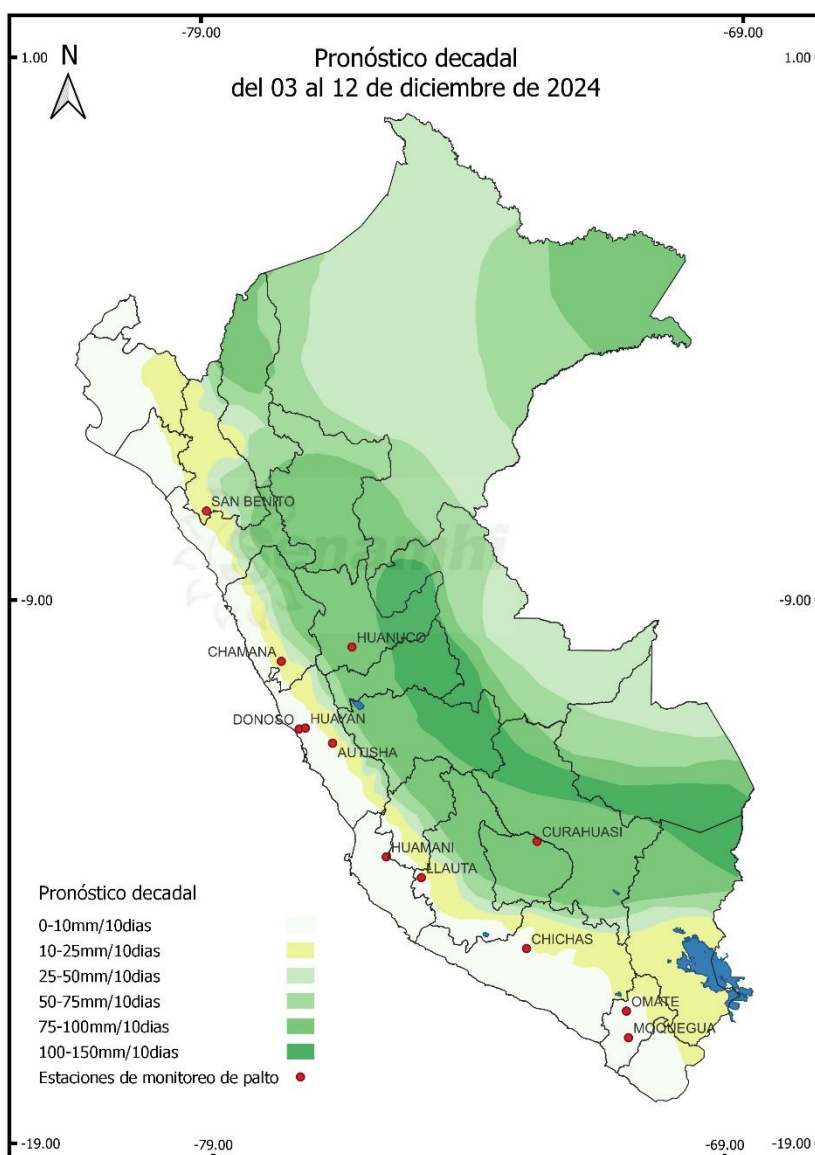 -79.00
-69.00
1.00
1.00
N
Pronóstico decadal
del 03 al 12 de diciembre de 2024
SAN BENITO
Senamhi
-9.00
-9.00
HUANUCO
CHAMANA
DONOSO
HUAYAN
AUTISHA
CURAHUASI
HUAMANI
LLAUTA
Pronóstico decadal
0-10mm/10dias
10-25mm/10dias
25-50mm/10dias
50-75mm/10dias
75-100mm/10dias
100-150mm/10dias
Estaciones de monitoreo de palto
CHICHAS
OMATE
MOQUEGUA
-19.00
-79.00
-69.00
-19.00